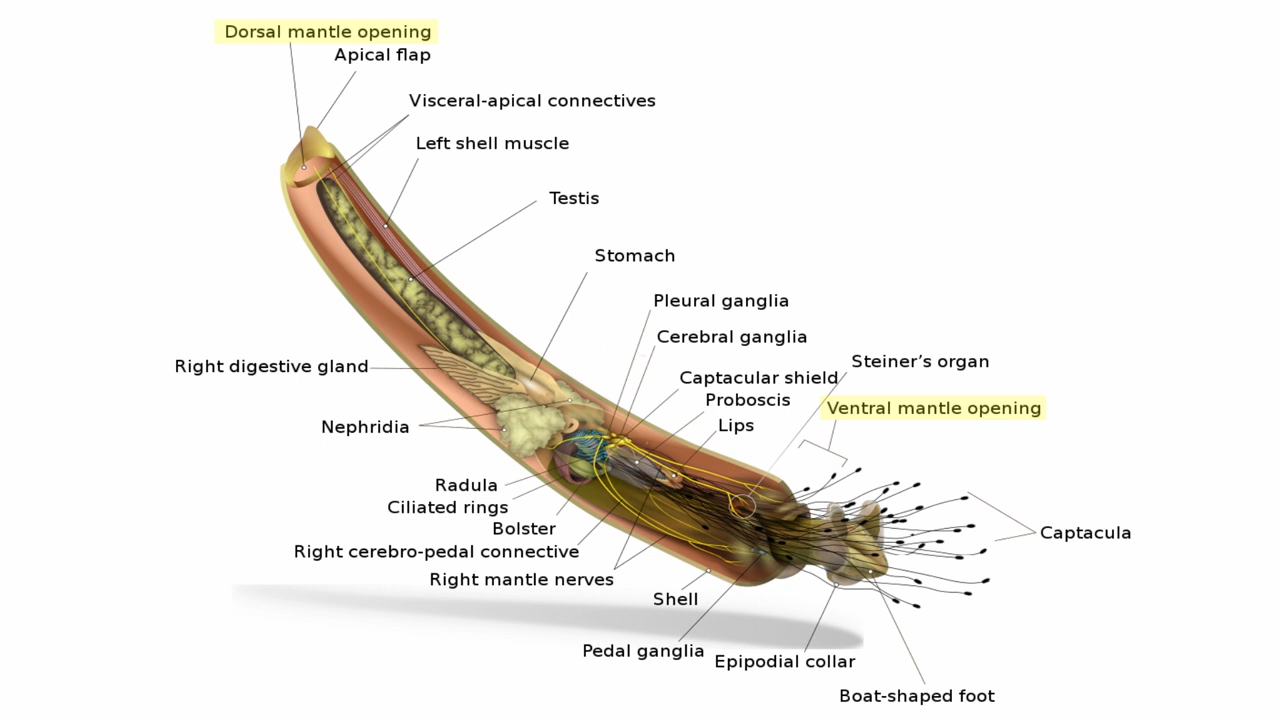 Dorsal mantle opening
Apical flap
Visceral-apical connectives
Left shell muscle
Testis
Stomach
Pleural ganglia
Cerebral ganglia
Steiner’s organ
Right digestive gland
Captacular shield
Proboscis
Ventral mantle opening
Lips
Nephridia
Radula
Ciliated rings
Bolster
Captacula
Right cerebro-pedal connective
Right mantle nerves
Shell
Pedal ganglia
Epipodial collar
Boat-shaped foot